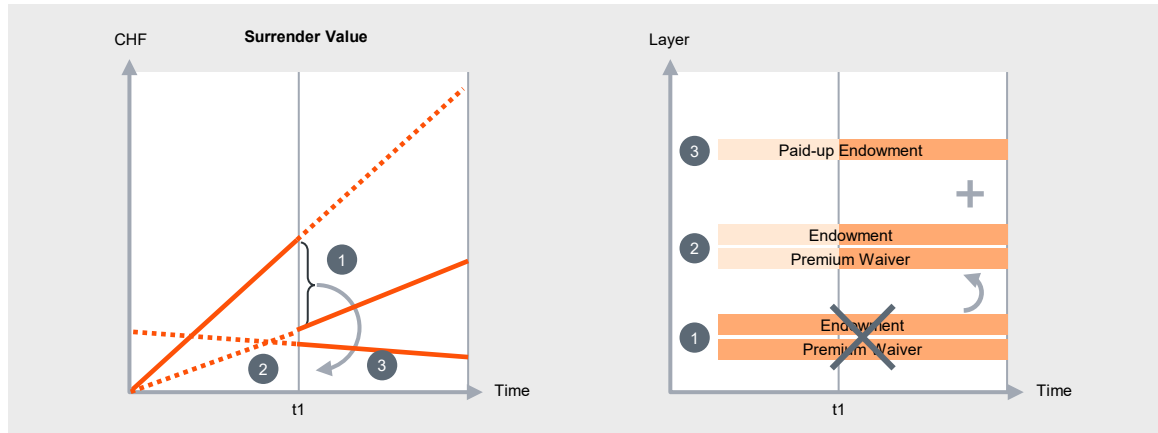 Surrender Value
CHF
1
2
3
Time
t1
Layer
3
Paid-up Endowment
2
Endowment
Premium Waiver
1
Endowment
Premium Waiver
Time
t1